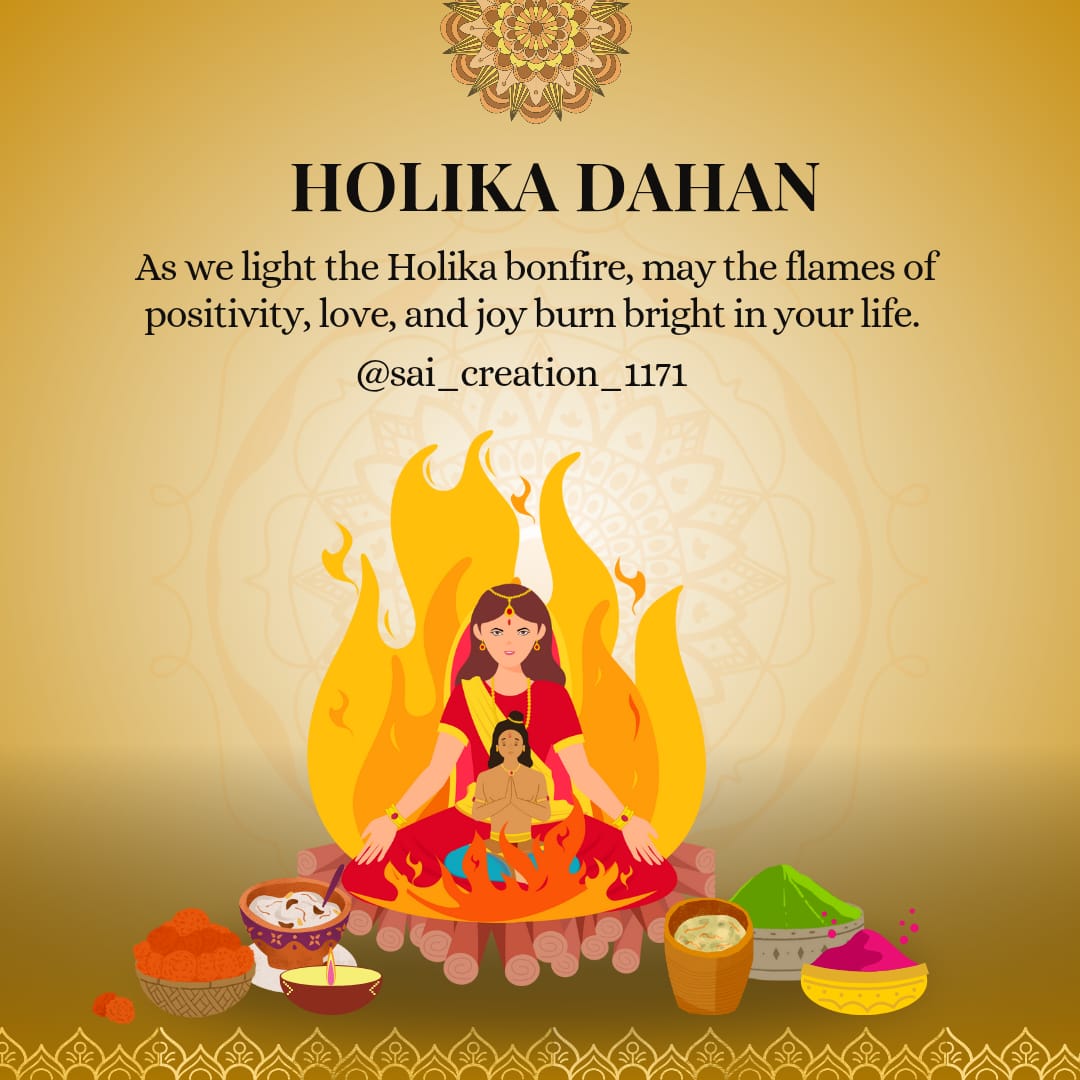 HOLIKA DAHAN
As we light the Holika bonfire, may the flames of
positivity, love, and joy burn bright in your life.
@sai_creation_1171